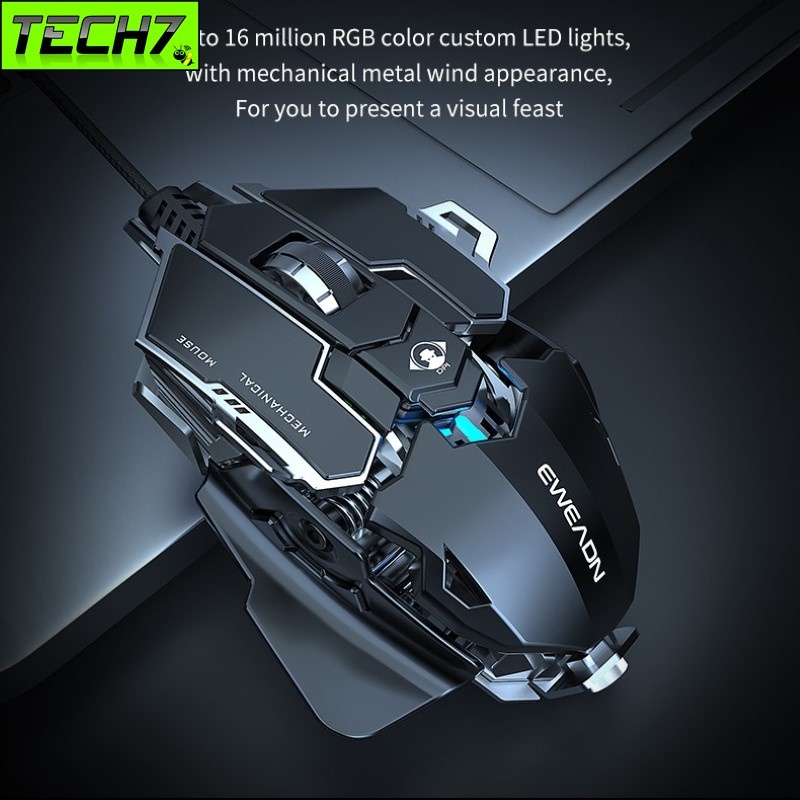 TECH7
to 16 million RGB color custom LED lights,
with mechanical metal wind appearance,
For you to present a visual feast
MOUSE
MECHANICAL
DPI
EWEADN